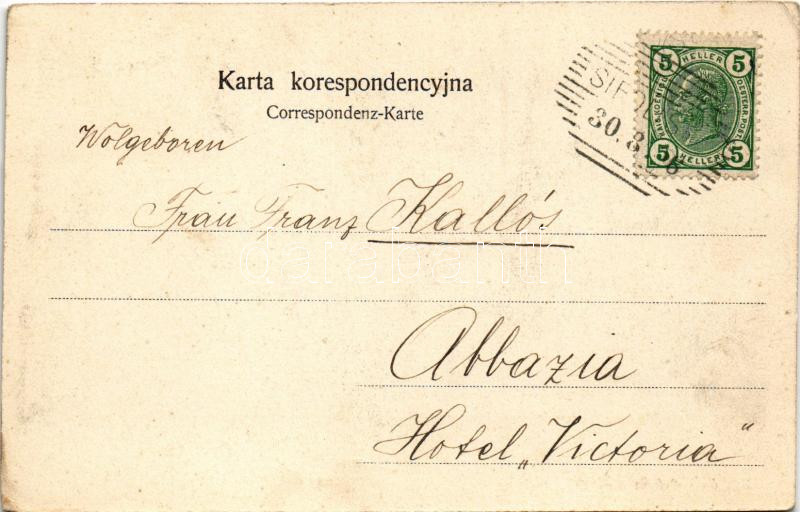 Karta korespondencyjna
Correspondenz-Karte
5 HELLER 5
5 HELLER 5
30.8
Wolgeboren
Frau Franz Kallós
Abbazia
Hotel „Victoria"